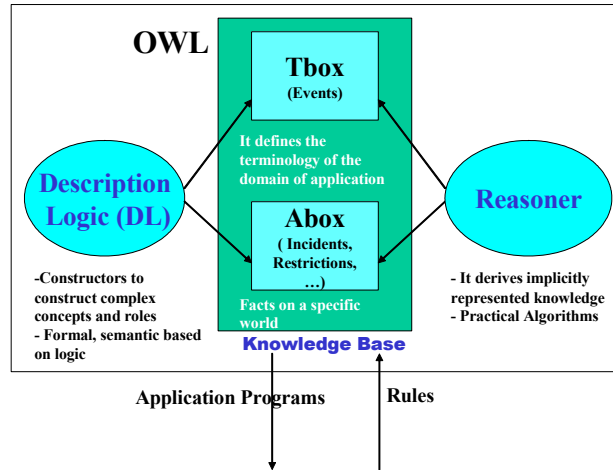 OWL
Tbox
(Events)
It defines the
terminology of the
domain of application
Description
Logic (DL)
Reasoner
Abox
( Incidents,
Restrictions,
…)
-Constructors to
construct complex
concepts and roles
- Formal, semantic based
on logic
Facts on a specific
world
- It derives implicitly
represented knowledge
- Practical Algorithms
Knowledge Base
Application Programs
Rules